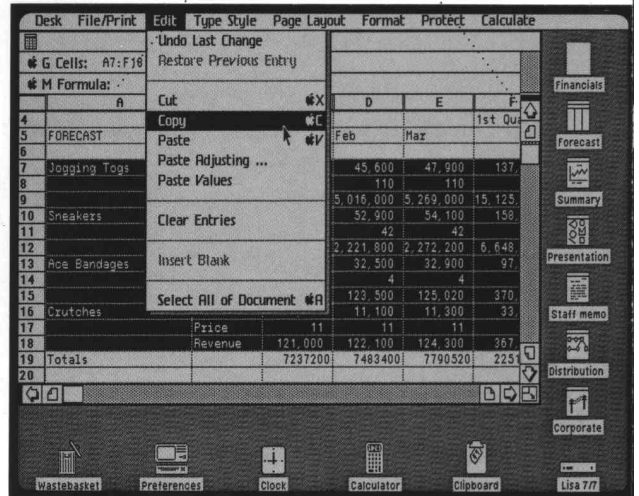 Desk File/Print Edit Type Style Page Layout Format Protect Calculate
Undo Last Change
G Cells: A7:F18
Restore Previous Entry
M Formula:
Financials
A D E F
Cut X
4 1st Qua
Copy C
5 FORECAST Feb Mar
Forecast
6
Paste V
7 Jogging Togs 45,600 47,900 137,
Paste Adjusting ...
8 110 110
Paste Values
9 5,016,000 5,269,000 15,125,
Summary
10 Sneakers 52,900 54,100 158,
Clear Entries
11 42 42
12 2,221,800 2,272,200 6,648,
Presentation
13 Ace Bandages 32,500 32,900 97,
Insert Blank
14 4 4
15 123,500 125,020 370,
Select All of Document A
16 Crutches 11,100 11,300 33,
Staff memo
17 Price 11 11 11
18 Revenue 121,000 122,100 124,300 367,
19 Totals 7237200 7483400 7790520 2251
Distribution
20
Corporate
Wastebasket Preferences Clock Calculator Clipboard Lisa 7/7